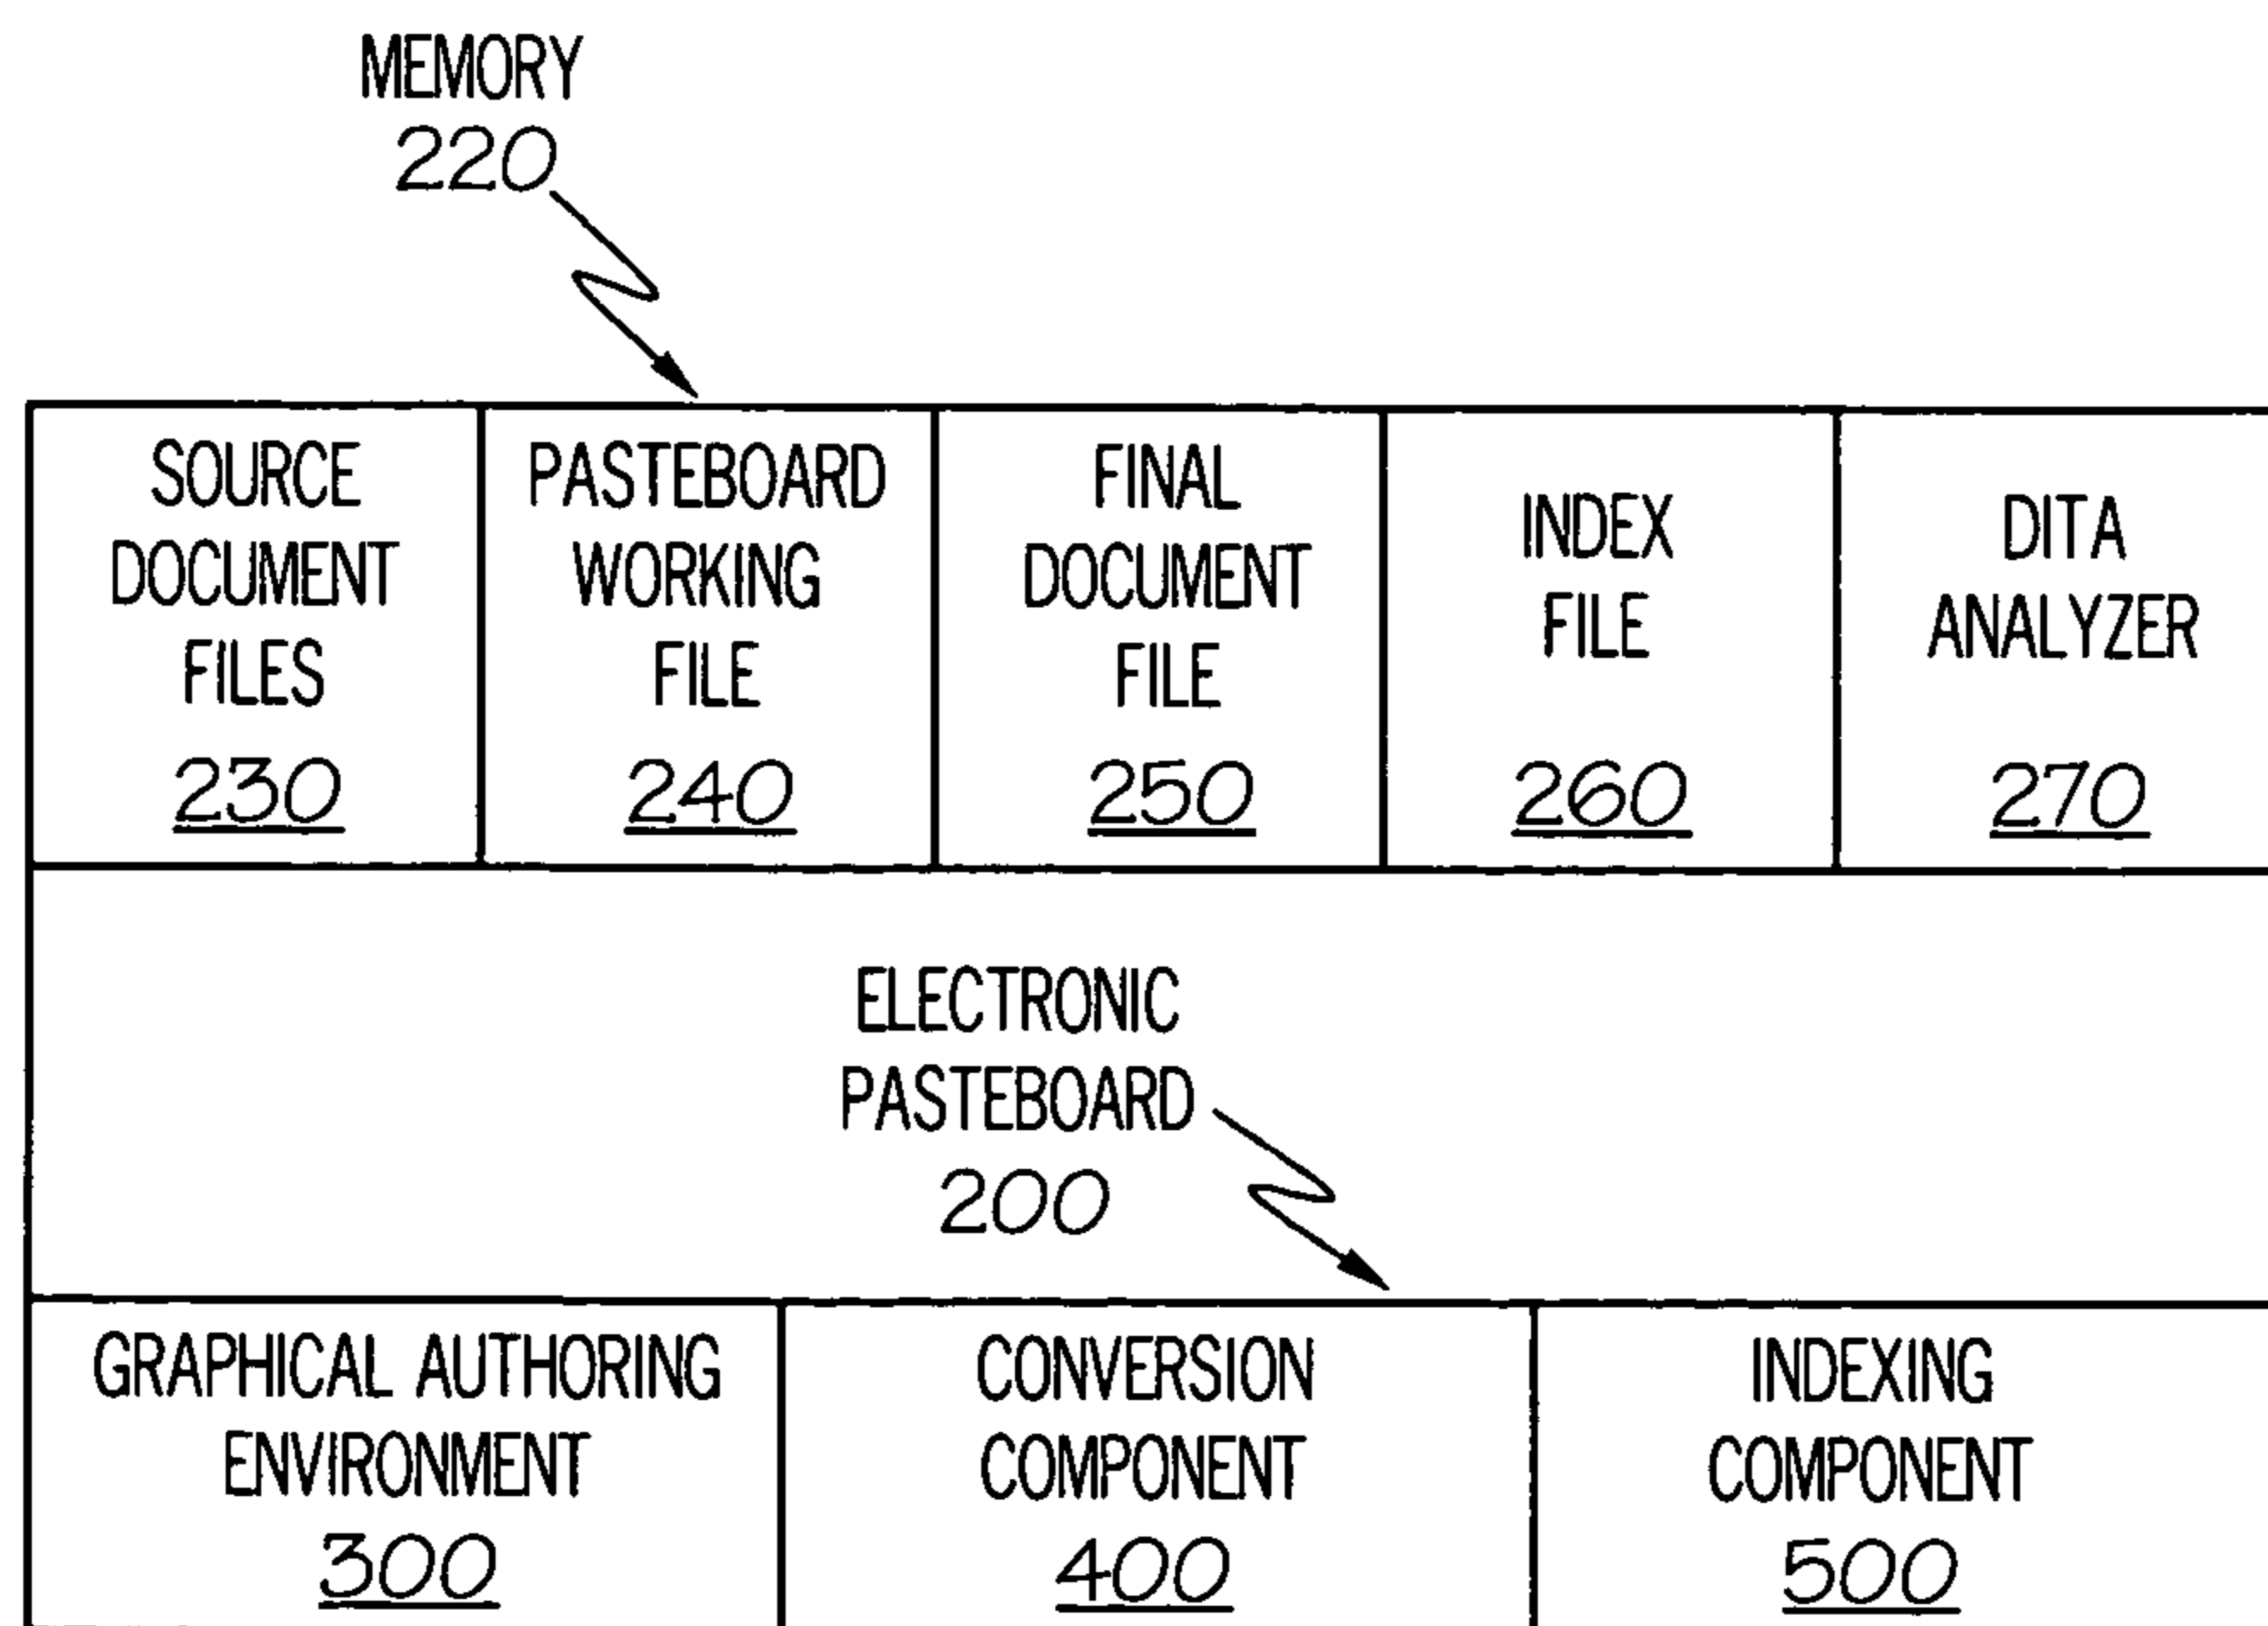 MEMORY
220
SOURCE
DOCUMENT
FILES
230
PASTEBOARD
WORKING
FILE
240
FINAL
DOCUMENT
FILE
250
INDEX
FILE
260
DITA
ANALYZER
270
ELECTRONIC
PASTEBOARD
200
GRAPHICAL AUTHORING
ENVIRONMENT
300
CONVERSION
COMPONENT
400
INDEXING
COMPONENT
500